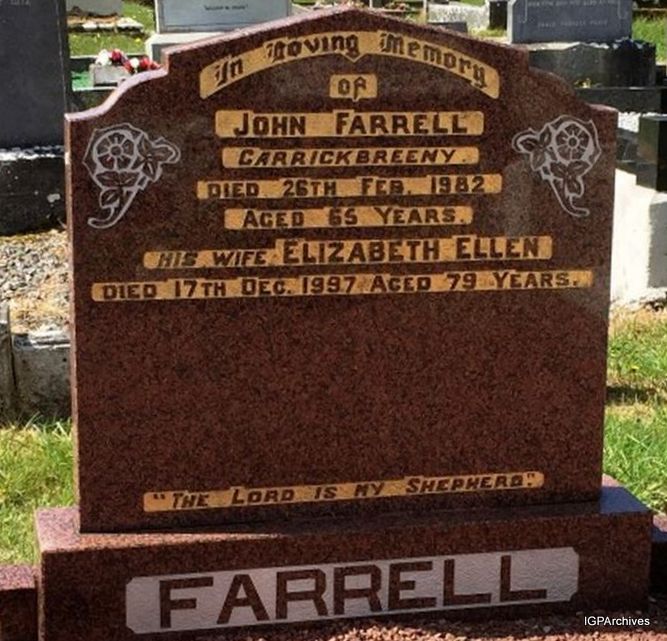 In Loving Memory
OF
JOHN FARRELL
CARRICKBREENY.
DIED 26TH FEB. 1982
AGED 65 YEARS.
HIS WIFE ELIZABETH ELLEN
DIED 17TH DEC. 1997 AGED 79 YEARS.
"THE LORD IS MY SHEPHERD."
FARRELL
IGPArchives